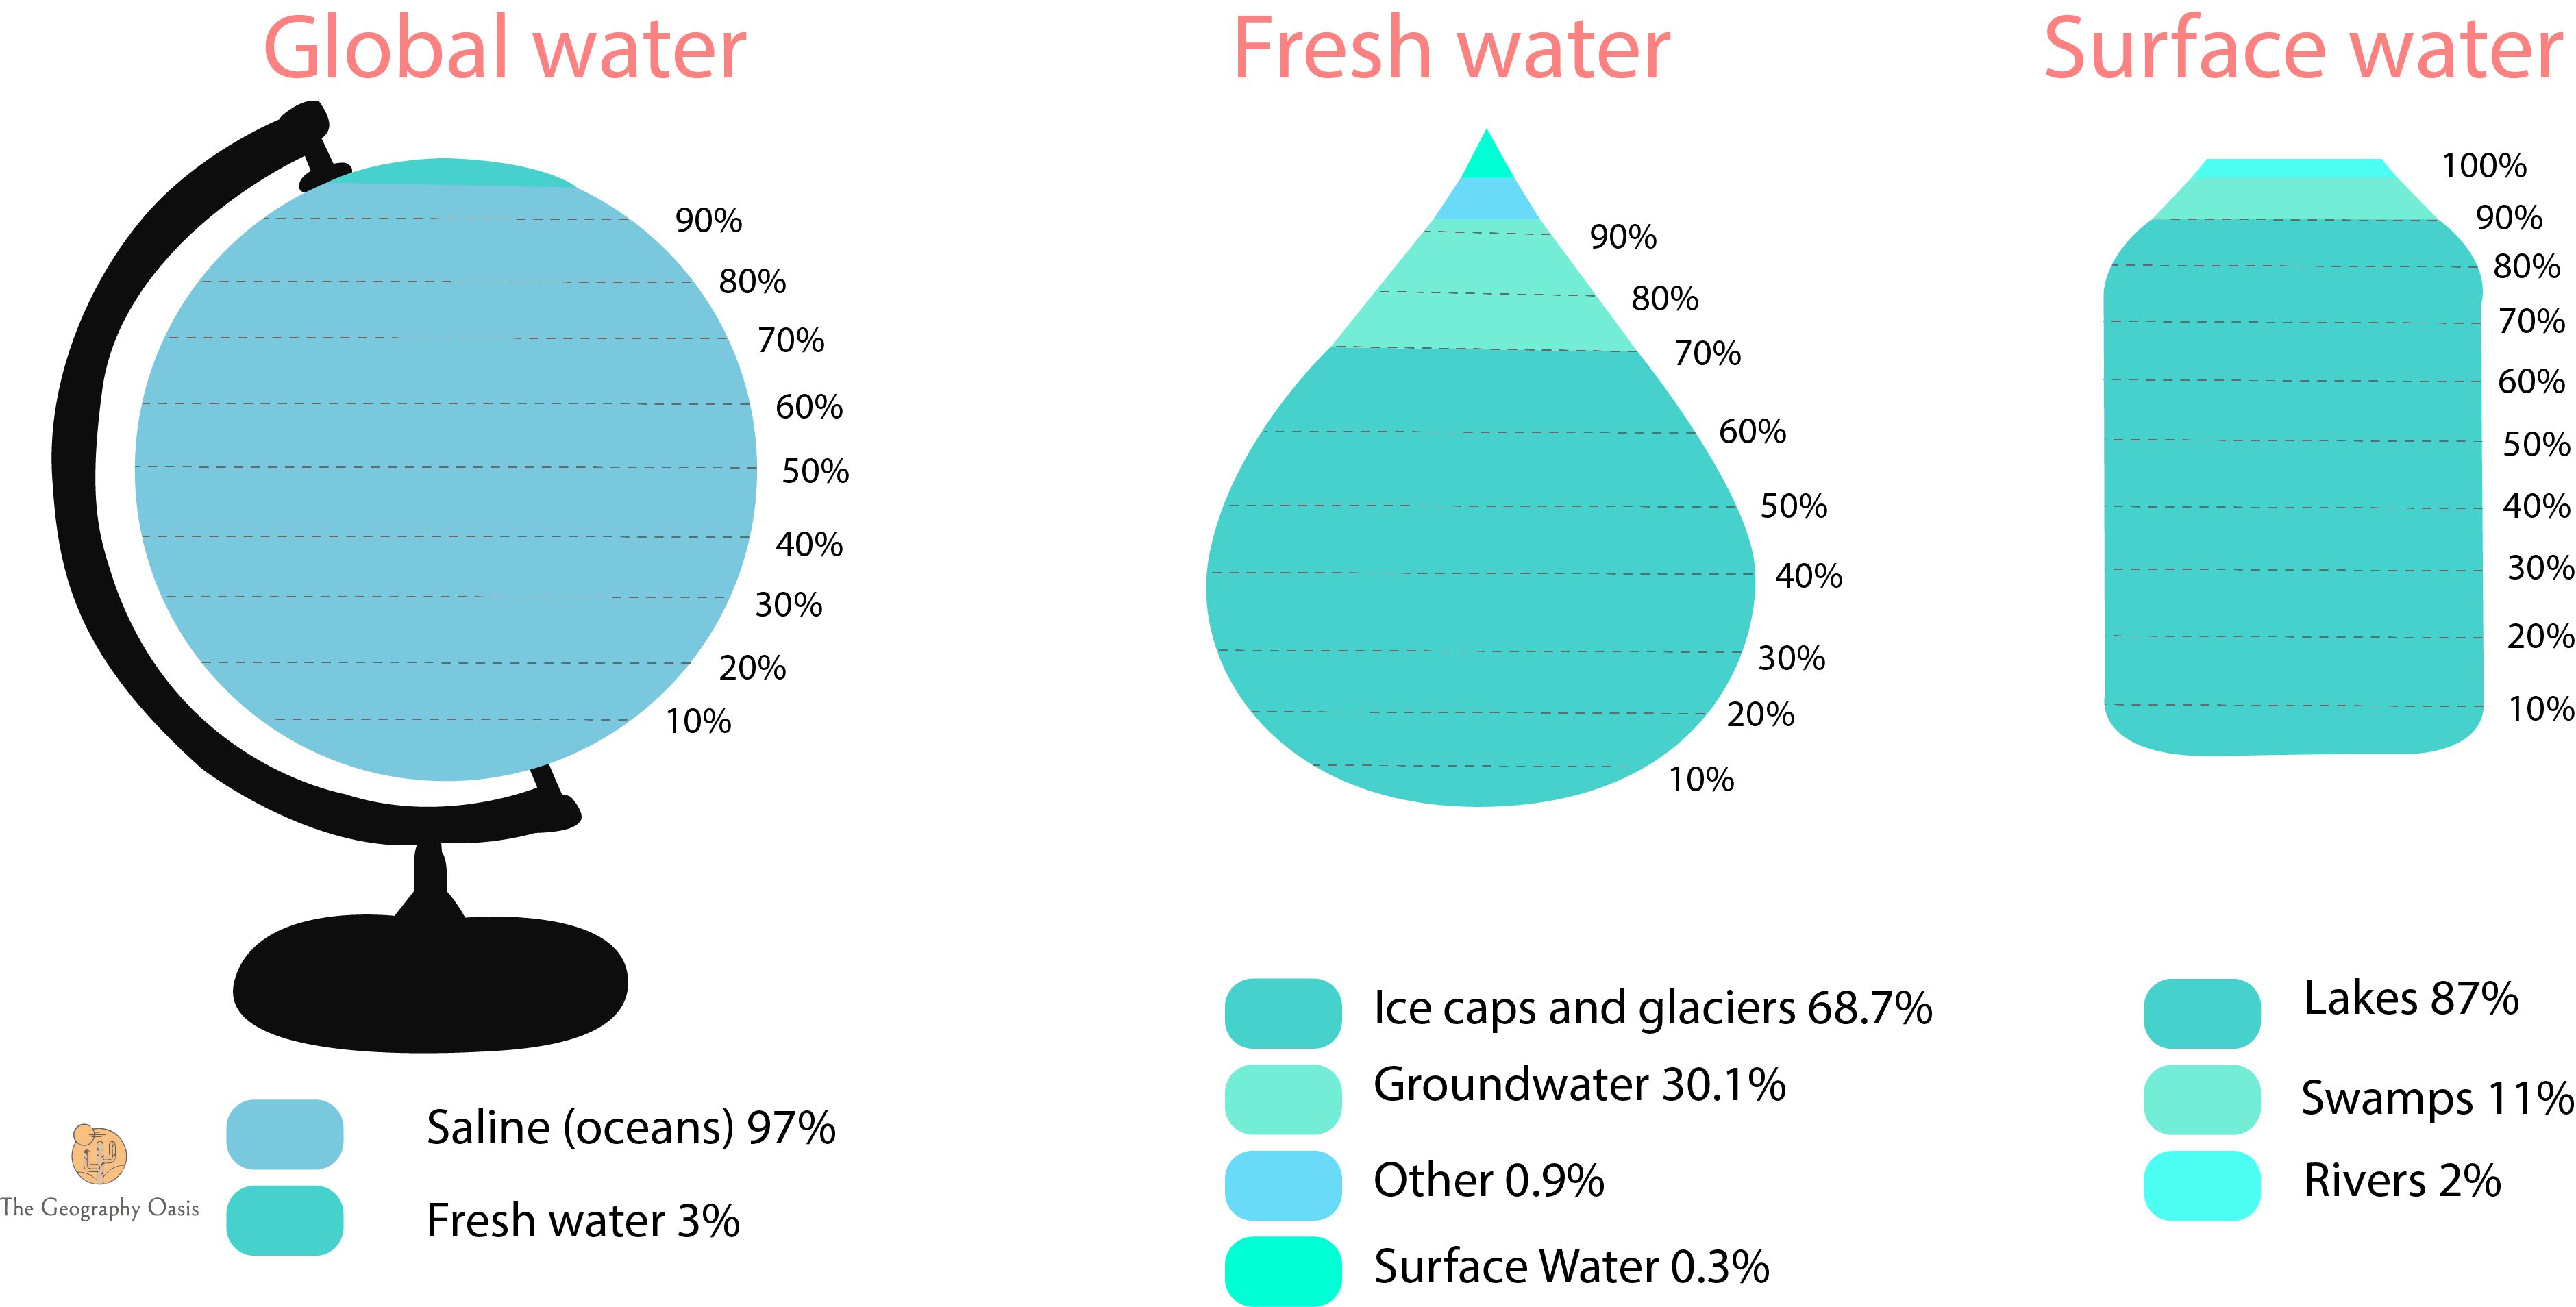 Global water
90%
80%
70%
60%
50%
40%
30%
20%
10%
Saline (oceans) 97%
Fresh water 3%
The Geography Oasis
Fresh water
90%
80%
70%
60%
50%
40%
30%
20%
10%
Ice caps and glaciers 68.7%
Groundwater 30.1%
Other 0.9%
Surface Water 0.3%
Surface water
100%
90%
80%
70%
60%
50%
40%
30%
20%
10%
Lakes 87%
Swamps 11%
Rivers 2%